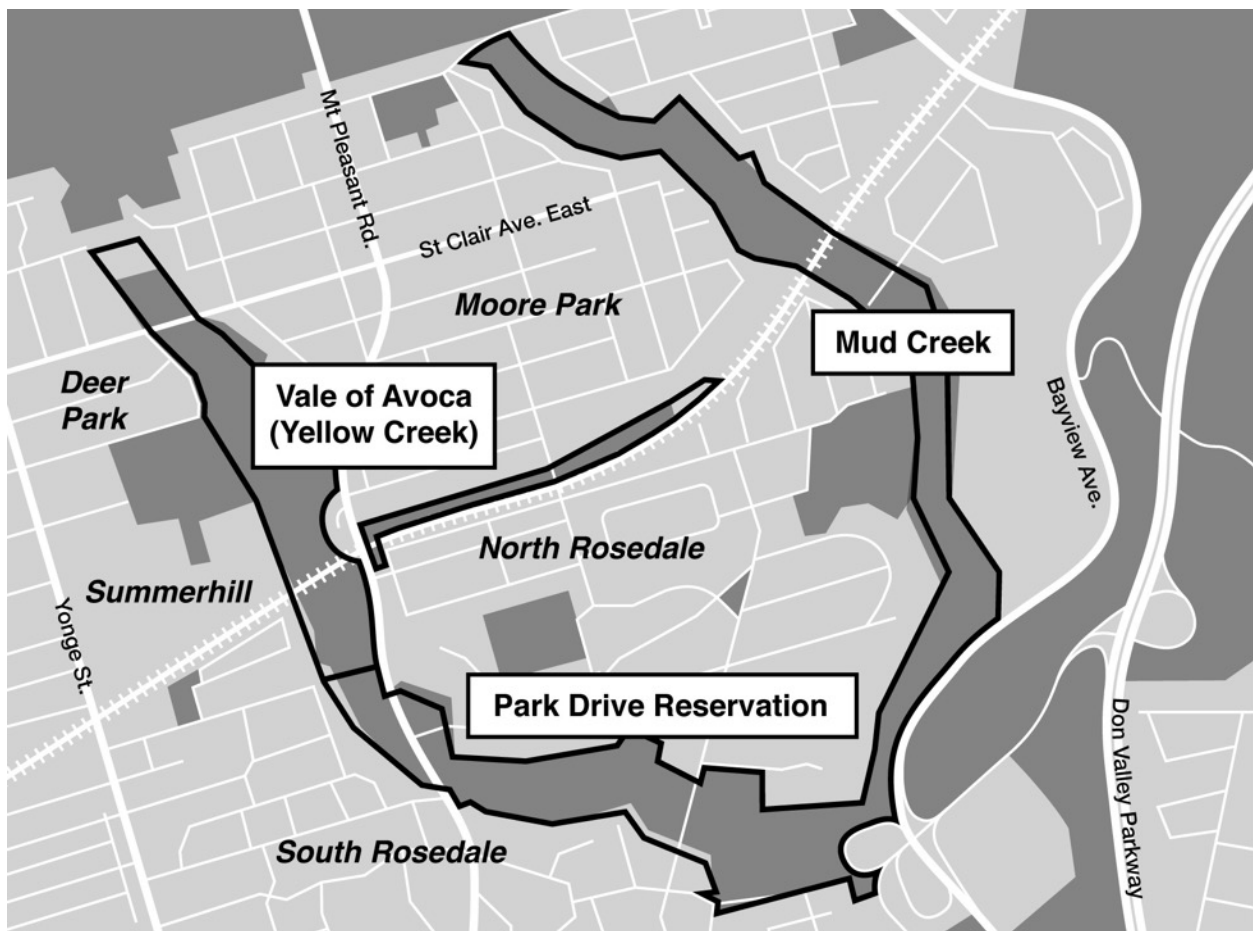 Mt Pleasant Rd.
St Clair Ave. East
Moore Park
Mud Creek
Deer
Park
Vale of Avoca
(Yellow Creek)
Bayview Ave.
North Rosedale
Summerhill
Yonge St.
Park Drive Reservation
Don Valley Parkway
South Rosedale